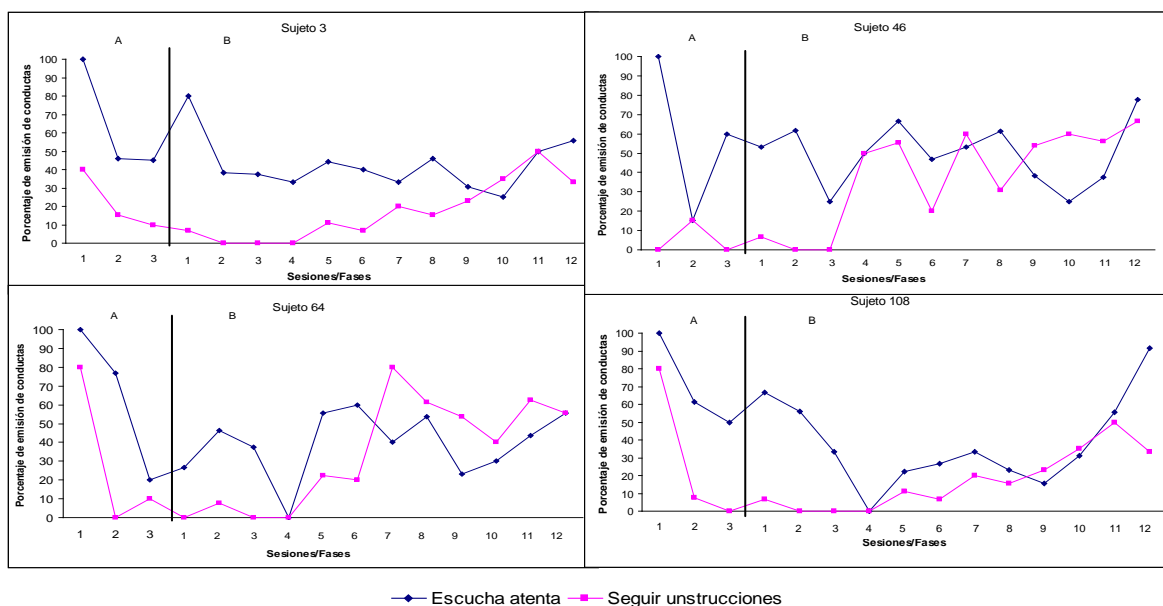 Sujeto 3
A B
Porcentaje de emisión de conductas
100
90
80
70
60
50
40
30
20
10
0
1 2 3 1 2 3 4 5 6 7 8 9 10 11 12
Sesiones/Fases
Sujeto 46
A B
Porcentaje de emisión de conductas
100
90
80
70
60
50
40
30
20
10
0
1 2 3 1 2 3 4 5 6 7 8 9 10 11 12
Sesiones/Fases
Sujeto 64
A B
Porcentaje de emisión de conductas
100
90
80
70
60
50
40
30
20
10
0
1 2 3 1 2 3 4 5 6 7 8 9 10 11 12
Sesiones/Fases
Sujeto 108
A B
Porcentaje de emisión de conductas
100
90
80
70
60
50
40
30
20
10
0
1 2 3 1 2 3 4 5 6 7 8 9 10 11 12
Sesiones/Fases
Escucha atenta Seguir unstrucciones